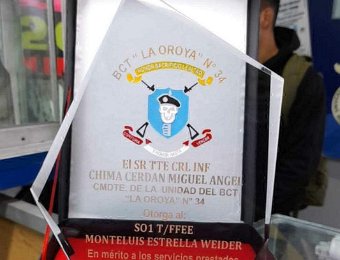 BCT "LA OROYA" N° 34
El SR TTE CRL INF
CHIMA CERDAN MIGUEL ANGEL
CMDTE. DE LA UNIDAD DEL BCT
"LA OROYA" N° 34
Otorga al:
SO1 T/FFEE
MONTELUIS ESTRELLA WEIDER
En mérito a los servicios prestados